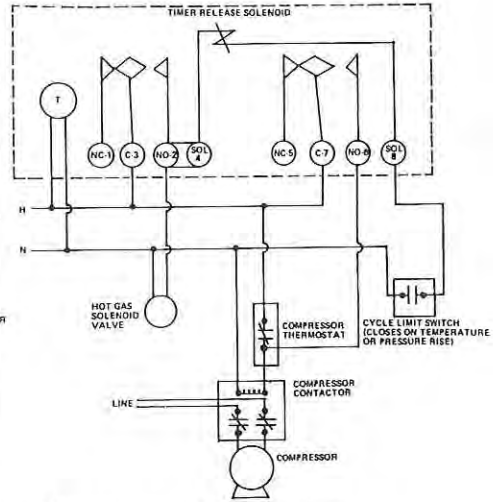 TIMER RELEASE SOLENOID
T
NC-1
C-3
NO-2
SOL
4
NC-5
C-7
NO-6
SOL
8
H
N
HOT GAS
SOLENOID
VALVE
COMPRESSOR
THERMOSTAT
CYCLE LIMIT SWITCH
(CLOSES ON TEMPERATURE
OR PRESSURE RISE)
COMPRESSOR
CONTACTOR
LINE
COMPRESSOR